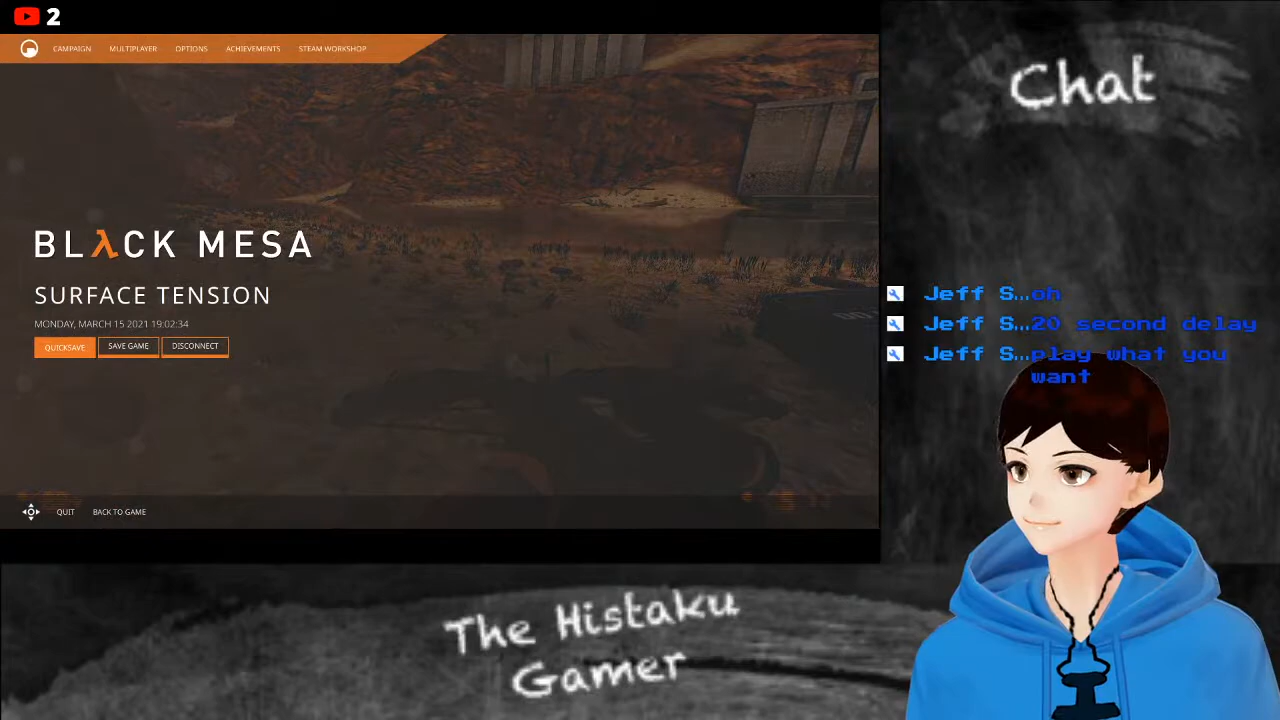 2
CAMPAIGN MULTIPLAYER OPTIONS ACHIEVEMENTS STEAM WORKSHOP
BLλCK MESA
SURFACE TENSION
MONDAY, MARCH 15 2021 19:02:34
QUICKSAVE SAVE GAME DISCONNECT
QUIT BACK TO GAME
Chat
Jeff S...oh
Jeff S...20 second delay
Jeff S...play what you
want
The Histaku
Gamer